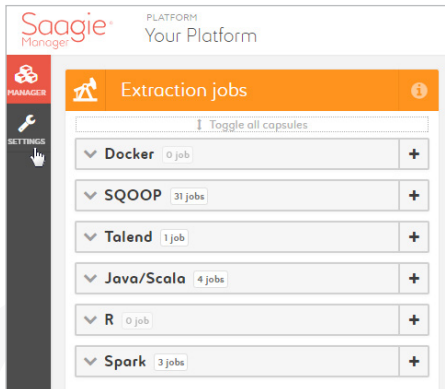 Saagie
Manager
PLATFORM
Your Platform
MANAGER
SETTINGS
Extraction jobs
Toggle all capsules
Docker 0 job +
SQOOP 31 jobs +
Talend 1 job +
Java/Scala 4 jobs +
R 0 job +
Spark 3 jobs +